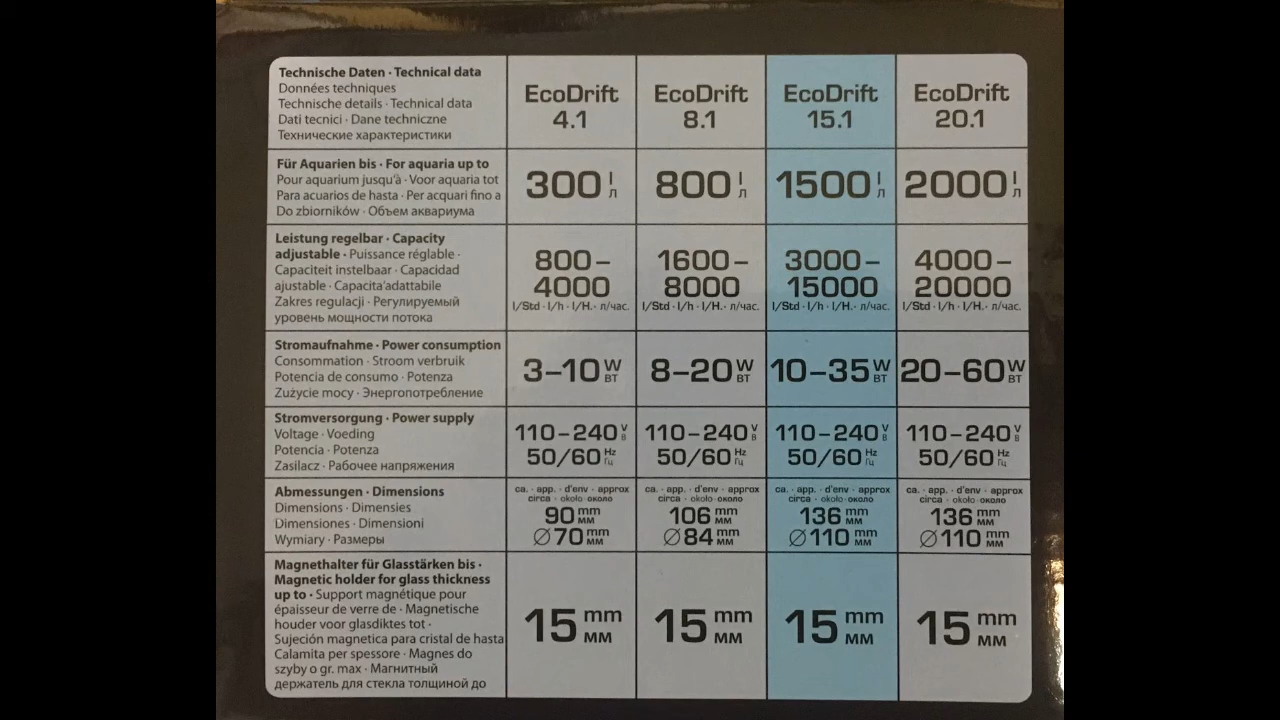 Technische Daten · Technical data
Données techniques
Technische details · Technical data
Dati tecnici · Dane techniczne
Технические характеристики
EcoDrift
4.1
EcoDrift
8.1
EcoDrift
15.1
EcoDrift
20.1
Für Aquarien bis · For aquaria up to
Pour aquarium jusqu'à · Voor aquaria tot
Para acuarios de hasta · Per acquari fino a
Do zbiorników · Объем аквариума
300 l л
800 l л
1500 l л
2000 l л
Leistung regelbar · Capacity
adjustable · Puissance réglable ·
Capaciteit instelbaar · Capacidad
ajustable · Capacita'adattabile
Zakres regulacji · Регулируемый
уровень мощности потока
800–
4000
l/Std · l/h · l/H. · л/час.
1600–
8000
l/Std · l/h · l/H. · л/час.
3000–
15000
l/Std · l/h · l/H. · л/час.
4000–
20000
l/Std · l/h · l/H. · л/час.
Stromaufnahme · Power consumption
Consommation · Stroom verbruik
Potencia de consumo · Potenza
Zużycie mocy · Энергопотребление
3–10 W ВТ
8–20 W ВТ
10–35 W ВТ
20–60 W ВТ
Stromversorgung · Power supply
Voltage · Voeding
Potencia · Potenza
Zasilacz · Рабочее напряжения
110–240 V В
50/60 Hz Гц
110–240 V В
50/60 Hz Гц
110–240 V В
50/60 Hz Гц
110–240 V В
50/60 Hz Гц
Abmessungen · Dimensions
Dimensions · Dimensies
Dimensiones · Dimensioni
Wymiary · Размеры
ca. · app. · d'env · approx
circa · około · около
90 mm мм
∅70 mm мм
ca. · app. · d'env · approx
circa · około · около
106 mm мм
∅84 mm мм
ca. · app. · d'env · approx
circa · około · около
136 mm мм
∅110 mm мм
ca. · app. · d'env · approx
circa · około · около
136 mm мм
∅110 mm мм
Magnethalter für Glasstärken bis ·
Magnetic holder for glass thickness
up to · Support magnétique pour
épaisseur de verre de · Magnetische
houder voor glasdiktes tot ·
Sujeción magnetica para cristal de hasta
Calamita per spessore · Magnes do
szyby o gr. max · Магнитный
держатель для стекла толщиной до
15 mm мм
15 mm мм
15 mm мм
15 mm мм